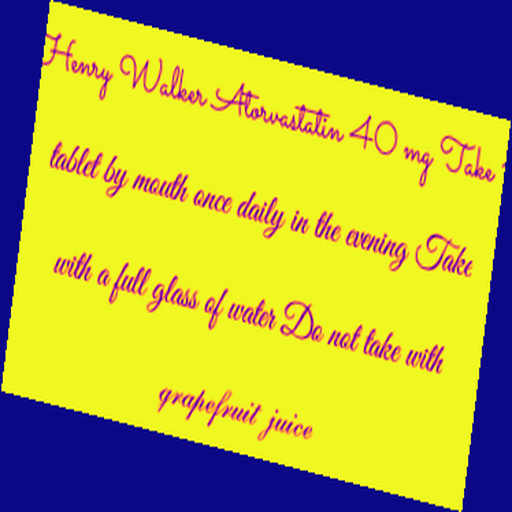 Henry Walker Atorvastatin 40 mg Take
tablet by mouth once daily in the evening Take
with a full glass of water Do not take with
grapefruit juice